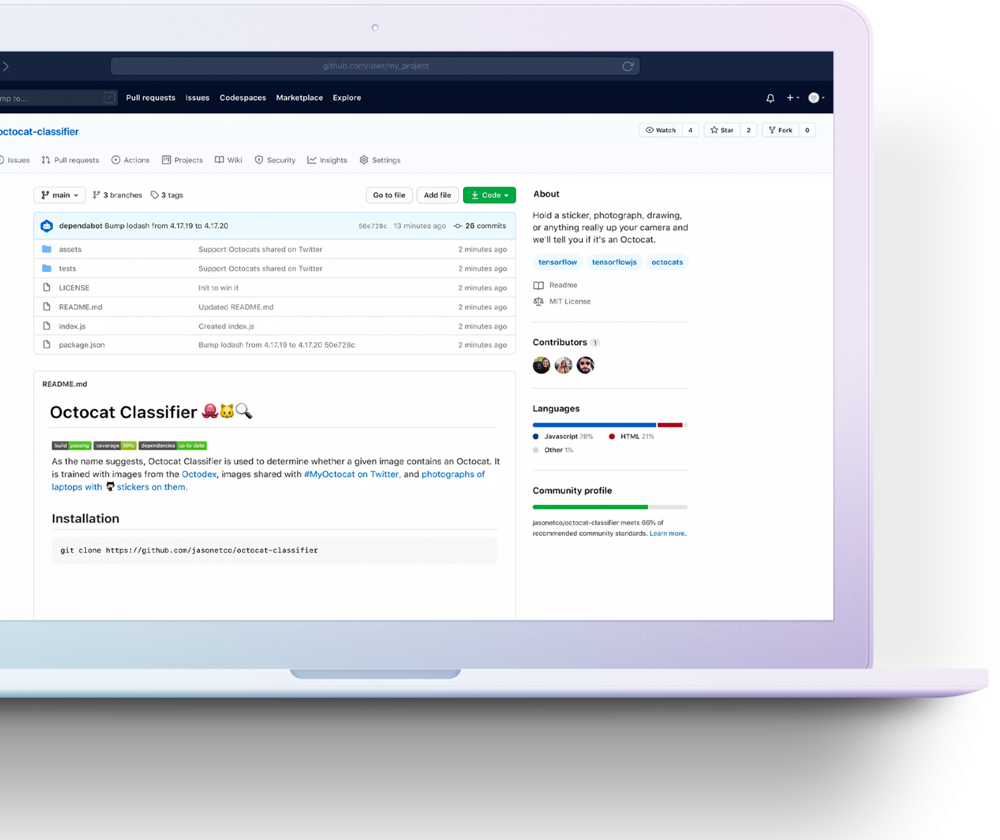 github.com/user/my_project
mp to... /
Pull requests Issues Codespaces Marketplace Explore
octocat-classifier
Watch 4 Star 2 Fork 0
Issues Pull requests Actions Projects Wiki Security Insights Settings
main 3 branches 3 tags Go to file Add file Code
dependabot Bump lodash from 4.17.19 to 4.17.20 50e728c 13 minutes ago 26 commits
assets Support Octocats shared on Twitter 2 minutes ago
tests Support Octocats shared on Twitter 2 minutes ago
LICENSE Init to win it 2 minutes ago
README.md Updated README.md 2 minutes ago
index.js Created index.js 2 minutes ago
package.json Bump lodash from 4.17.19 to 4.17.20 50e728c 2 minutes ago
README.md
Octocat Classifier 🐙🐱🔍
build passing coverage 90% dependencies up to date
As the name suggests, Octocat Classifier is used to determine whether a given image contains an Octocat. It
is trained with images from the Octodex, images shared with #MyOctocat on Twitter, and photographs of
laptops with stickers on them.
Installation
git clone https://github.com/jasonetco/octocat-classifier
About
Hold a sticker, photograph, drawing,
or anything really up your camera and
we'll tell you if it's an Octocat.
tensorflow tensorflowjs octocats
Readme
MIT License
Contributors 1
Languages
Javascript 78% HTML 21%
Other 1%
Community profile
jasonetco/octocat-classifier meets 66% of
recommended community standards. Learn more.